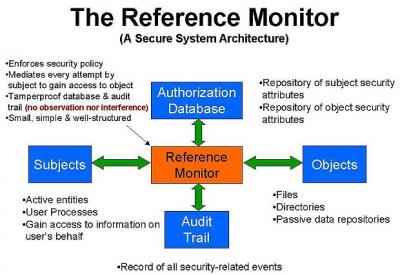 The Reference Monitor
(A Secure System Architecture)
•Enforces security policy
•Mediates every attempt by
subject to gain access to object
•Tamperproof database & audit
trail (no observation nor interference)
•Small, simple & well-structured
Authorization
Database
•Repository of subject security
attributes
•Repository of object security
attributes
Subjects
Reference
Monitor
Objects
•Active entities
•User Processes
•Gain access to information on
user's behalf
Audit
Trail
•Files
•Directories
•Passive data repositories
•Record of all security-related events